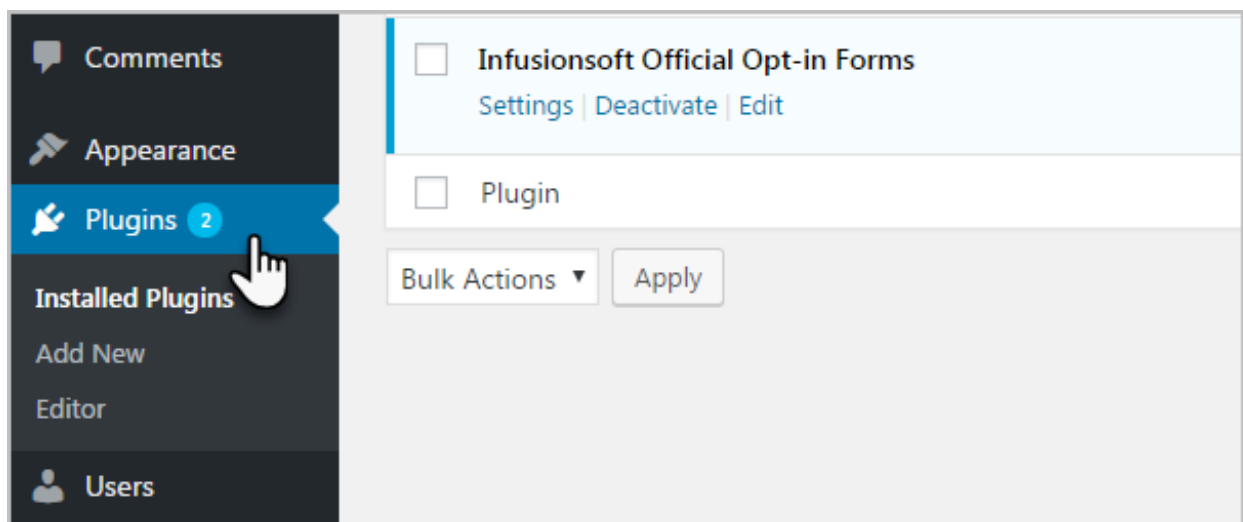 Comments
Appearance
Plugins 2
Installed Plugins
Add New
Editor
Users
Infusionsoft Official Opt-in Forms
Settings | Deactivate | Edit
Plugin
Bulk Actions
Apply